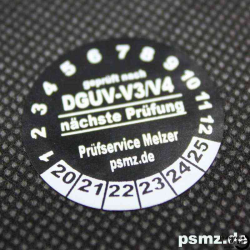 1 2 3 4 5 6 7 8 9 10 11 12
geprüft nach
DGUV-V3/V4
nächste Prüfung
Prüfservice Melzer
psmz.de
20 21 22 23 24 25
psmz.de